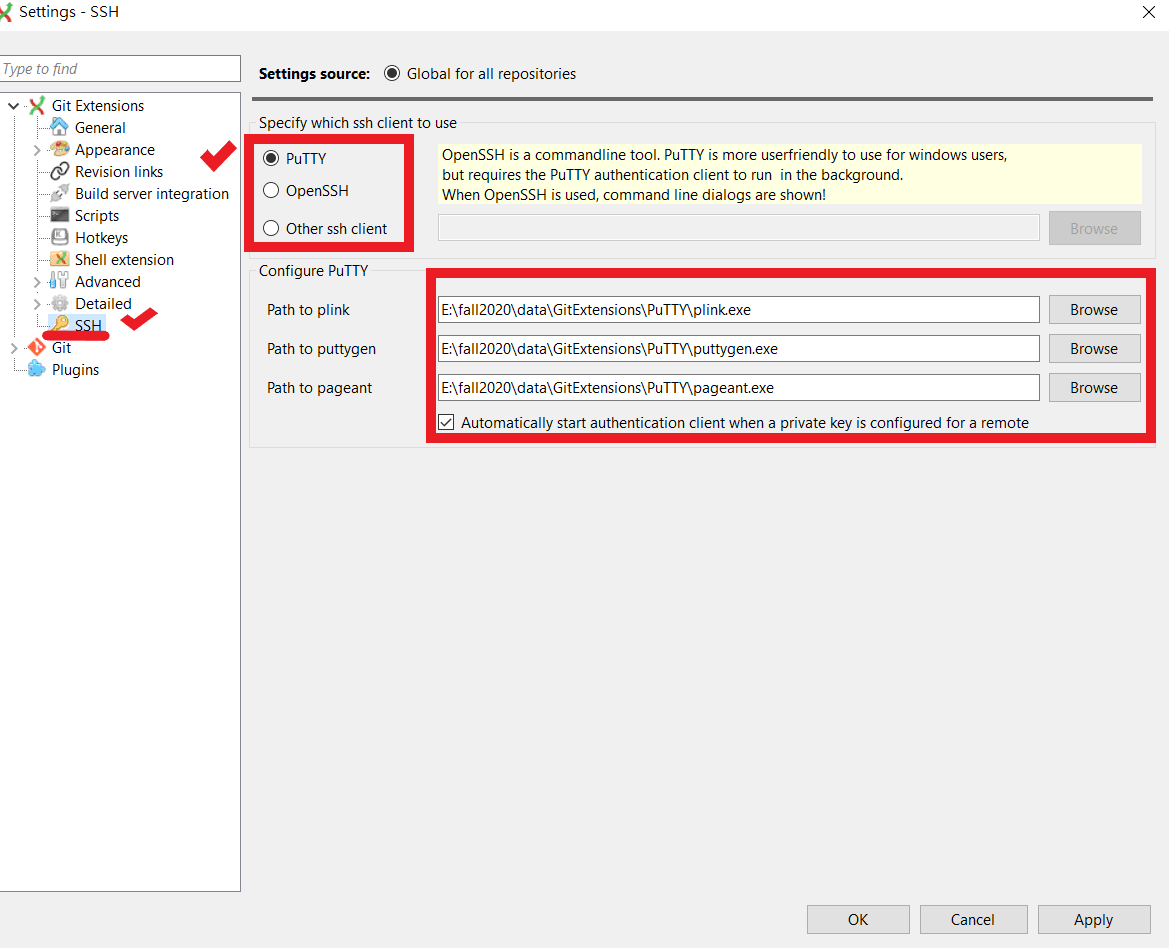 Settings - SSH
Type to find
Git Extensions
General
Appearance
Revision links
Build server integration
Scripts
Hotkeys
Shell extension
Advanced
Detailed
SSH
Git
Plugins
Settings source: Global for all repositories
Specify which ssh client to use
PuTTY
OpenSSH
Other ssh client
OpenSSH is a commandline tool. PuTTY is more userfriendly to use for windows users,
but requires the PuTTY authentication client to run in the background.
When OpenSSH is used, command line dialogs are shown!
Browse
Configure PuTTY
Path to plink E:\fall2020\data\GitExtensions\PuTTY\plink.exe Browse
Path to puttygen E:\fall2020\data\GitExtensions\PuTTY\puttygen.exe Browse
Path to pageant E:\fall2020\data\GitExtensions\PuTTY\pageant.exe Browse
Automatically start authentication client when a private key is configured for a remote
OK Cancel Apply